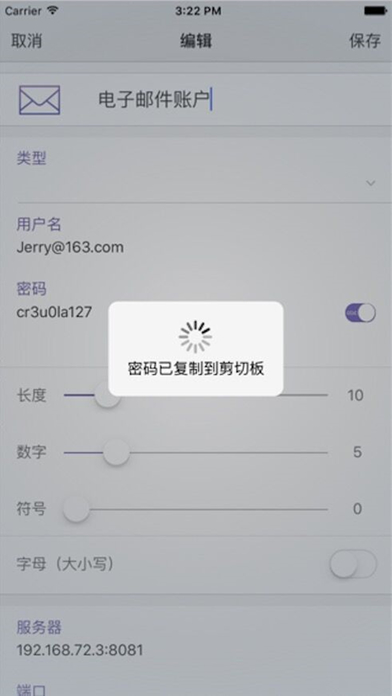 Carrier 3:22 PM
取消 编辑 保存
电子邮件账户
类型
用户名
Jerry@163.com
密码
cr3u0la127
密码已复制到剪切板
长度 10
数字 5
符号 0
字母（大小写）
服务器
192.168.72.3:8081
端口